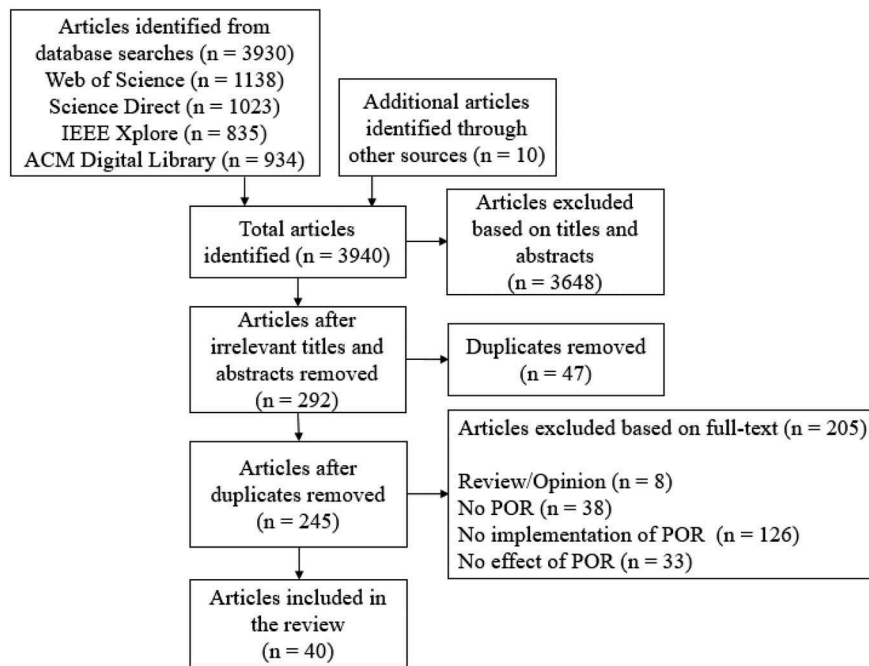 Articles identified from
database searches (n = 3930)
Web of Science (n = 1138)
Science Direct (n = 1023)
IEEE Xplore (n = 835)
ACM Digital Library (n = 934)
Additional articles
identified through
other sources (n = 10)
Total articles
identified (n = 3940)
Articles excluded
based on titles and
abstracts
(n = 3648)
Articles after
irrelevant titles and
abstracts removed
(n = 292)
Duplicates removed
(n = 47)
Articles after
duplicates removed
(n = 245)
Articles excluded based on full-text (n = 205)
Review/Opinion (n = 8)
No POR (n = 38)
No implementation of POR (n = 126)
No effect of POR (n = 33)
Articles included in
the review
(n = 40)